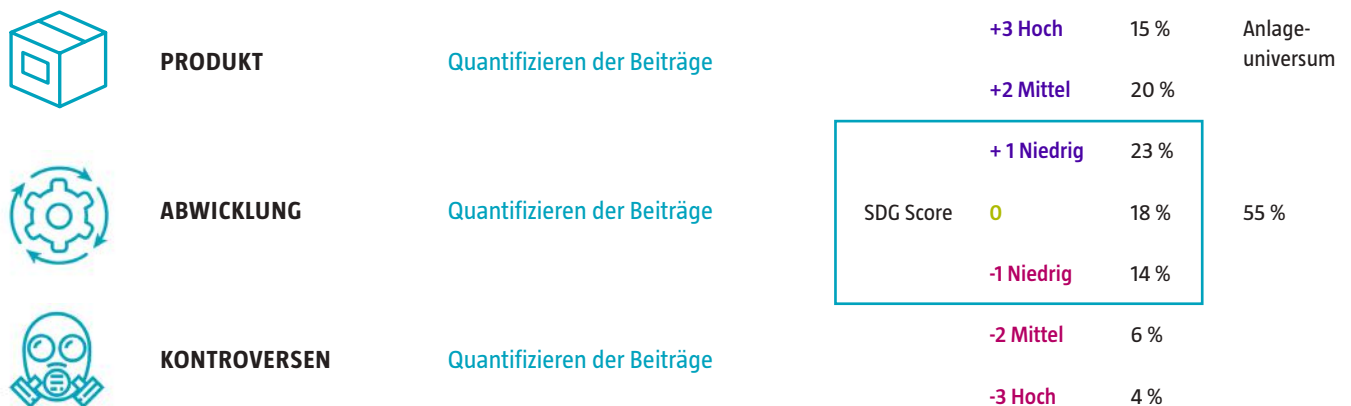 +3 Hoch 15 % Anlage-
universum
PRODUKT Quantifizieren der Beiträge
+2 Mittel 20 %
+ 1 Niedrig 23 %
ABWICKLUNG Quantifizieren der Beiträge SDG Score 0 18 % 55 %
-1 Niedrig 14 %
-2 Mittel 6 %
KONTROVERSEN Quantifizieren der Beiträge
-3 Hoch 4 %